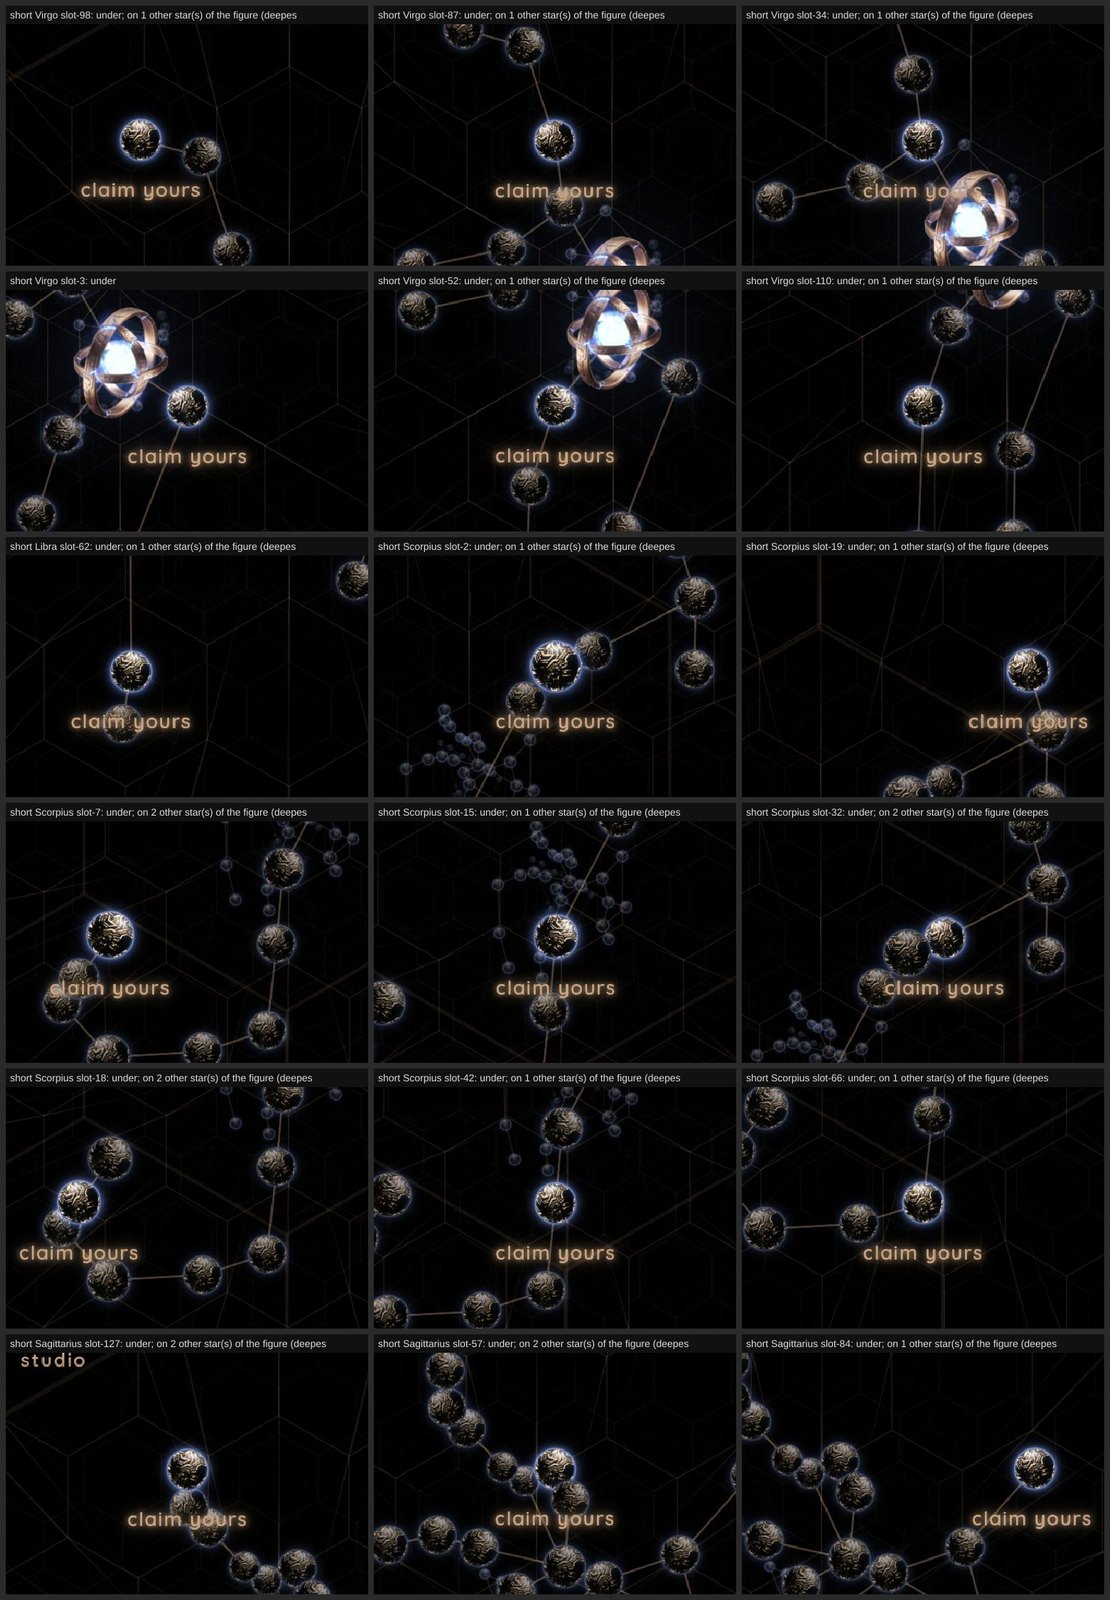 short Virgo slot-98: under; on 1 other star(s) of the figure (deepes
claim yours
short Virgo slot-87: under; on 1 other star(s) of the figure (deepes
claim yours
short Virgo slot-34: under; on 1 other star(s) of the figure (deepes
claim yours
short Virgo slot-3: under
claim yours
short Virgo slot-52: under; on 1 other star(s) of the figure (deepes
claim yours
short Virgo slot-110: under; on 1 other star(s) of the figure (deepes
claim yours
short Libra slot-62: under; on 1 other star(s) of the figure (deepes
claim yours
short Scorpius slot-2: under; on 1 other star(s) of the figure (deepes
claim yours
short Scorpius slot-19: under; on 1 other star(s) of the figure (deepes
claim yours
short Scorpius slot-7: under; on 2 other star(s) of the figure (deepes
claim yours
short Scorpius slot-15: under; on 1 other star(s) of the figure (deepes
claim yours
short Scorpius slot-32: under; on 2 other star(s) of the figure (deepes
claim yours
short Scorpius slot-18: under; on 2 other star(s) of the figure (deepes
claim yours
short Scorpius slot-42: under; on 1 other star(s) of the figure (deepes
claim yours
short Scorpius slot-66: under; on 1 other star(s) of the figure (deepes
claim yours
short Sagittarius slot-127: under; on 2 other star(s) of the figure (deepes
studio
claim yours
short Sagittarius slot-57: under; on 2 other star(s) of the figure (deepes
claim yours
short Sagittarius slot-84: under; on 1 other star(s) of the figure (deepes
claim yours